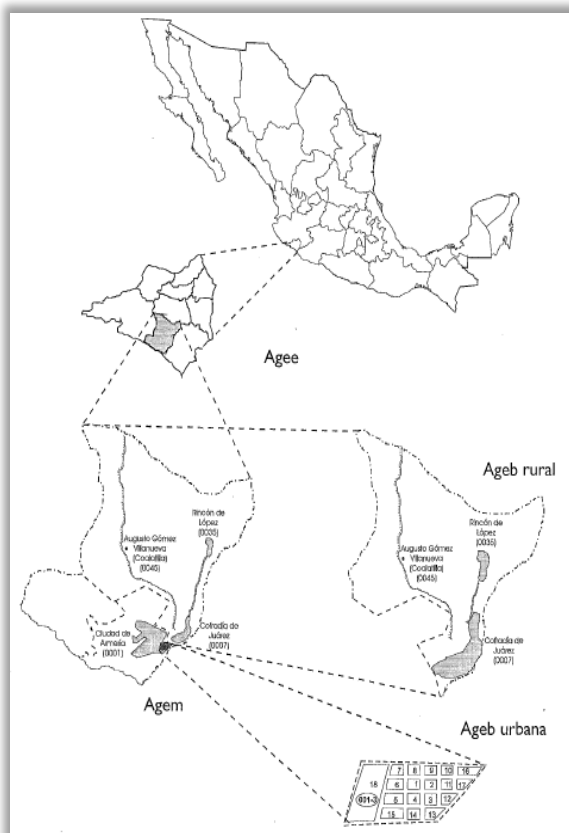 Agee
Ageb rural
Rincón de
López
(0035)
Augusto Gómez
Villanueva
(Coalatilla)
(0045)
Ciudad de
Armería
(0001)
Cofradía de
Juárez
(0007)
Agem
Rincón de
López
(0035)
Augusto Gómez
Villanueva
(Coalatilla)
(0045)
Cofradía de
Juárez
(0007)
Ageb urbana
7 8 9 10 16
18 6 1 2 11 17
001-3 5 4 3 12
15 14 13